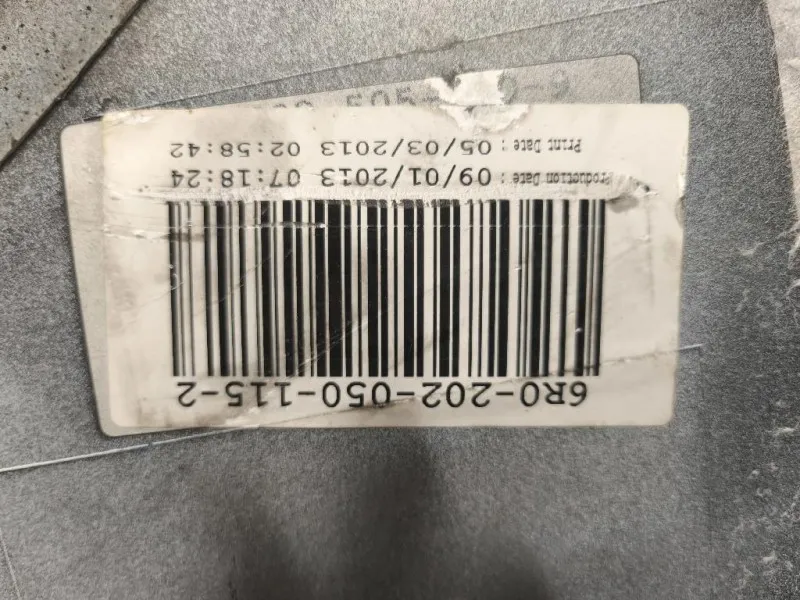 6R0-202-050-115-2
Production Date : 09/01/2013 07:18:24
Print Date : 05/03/2013 02:58:42